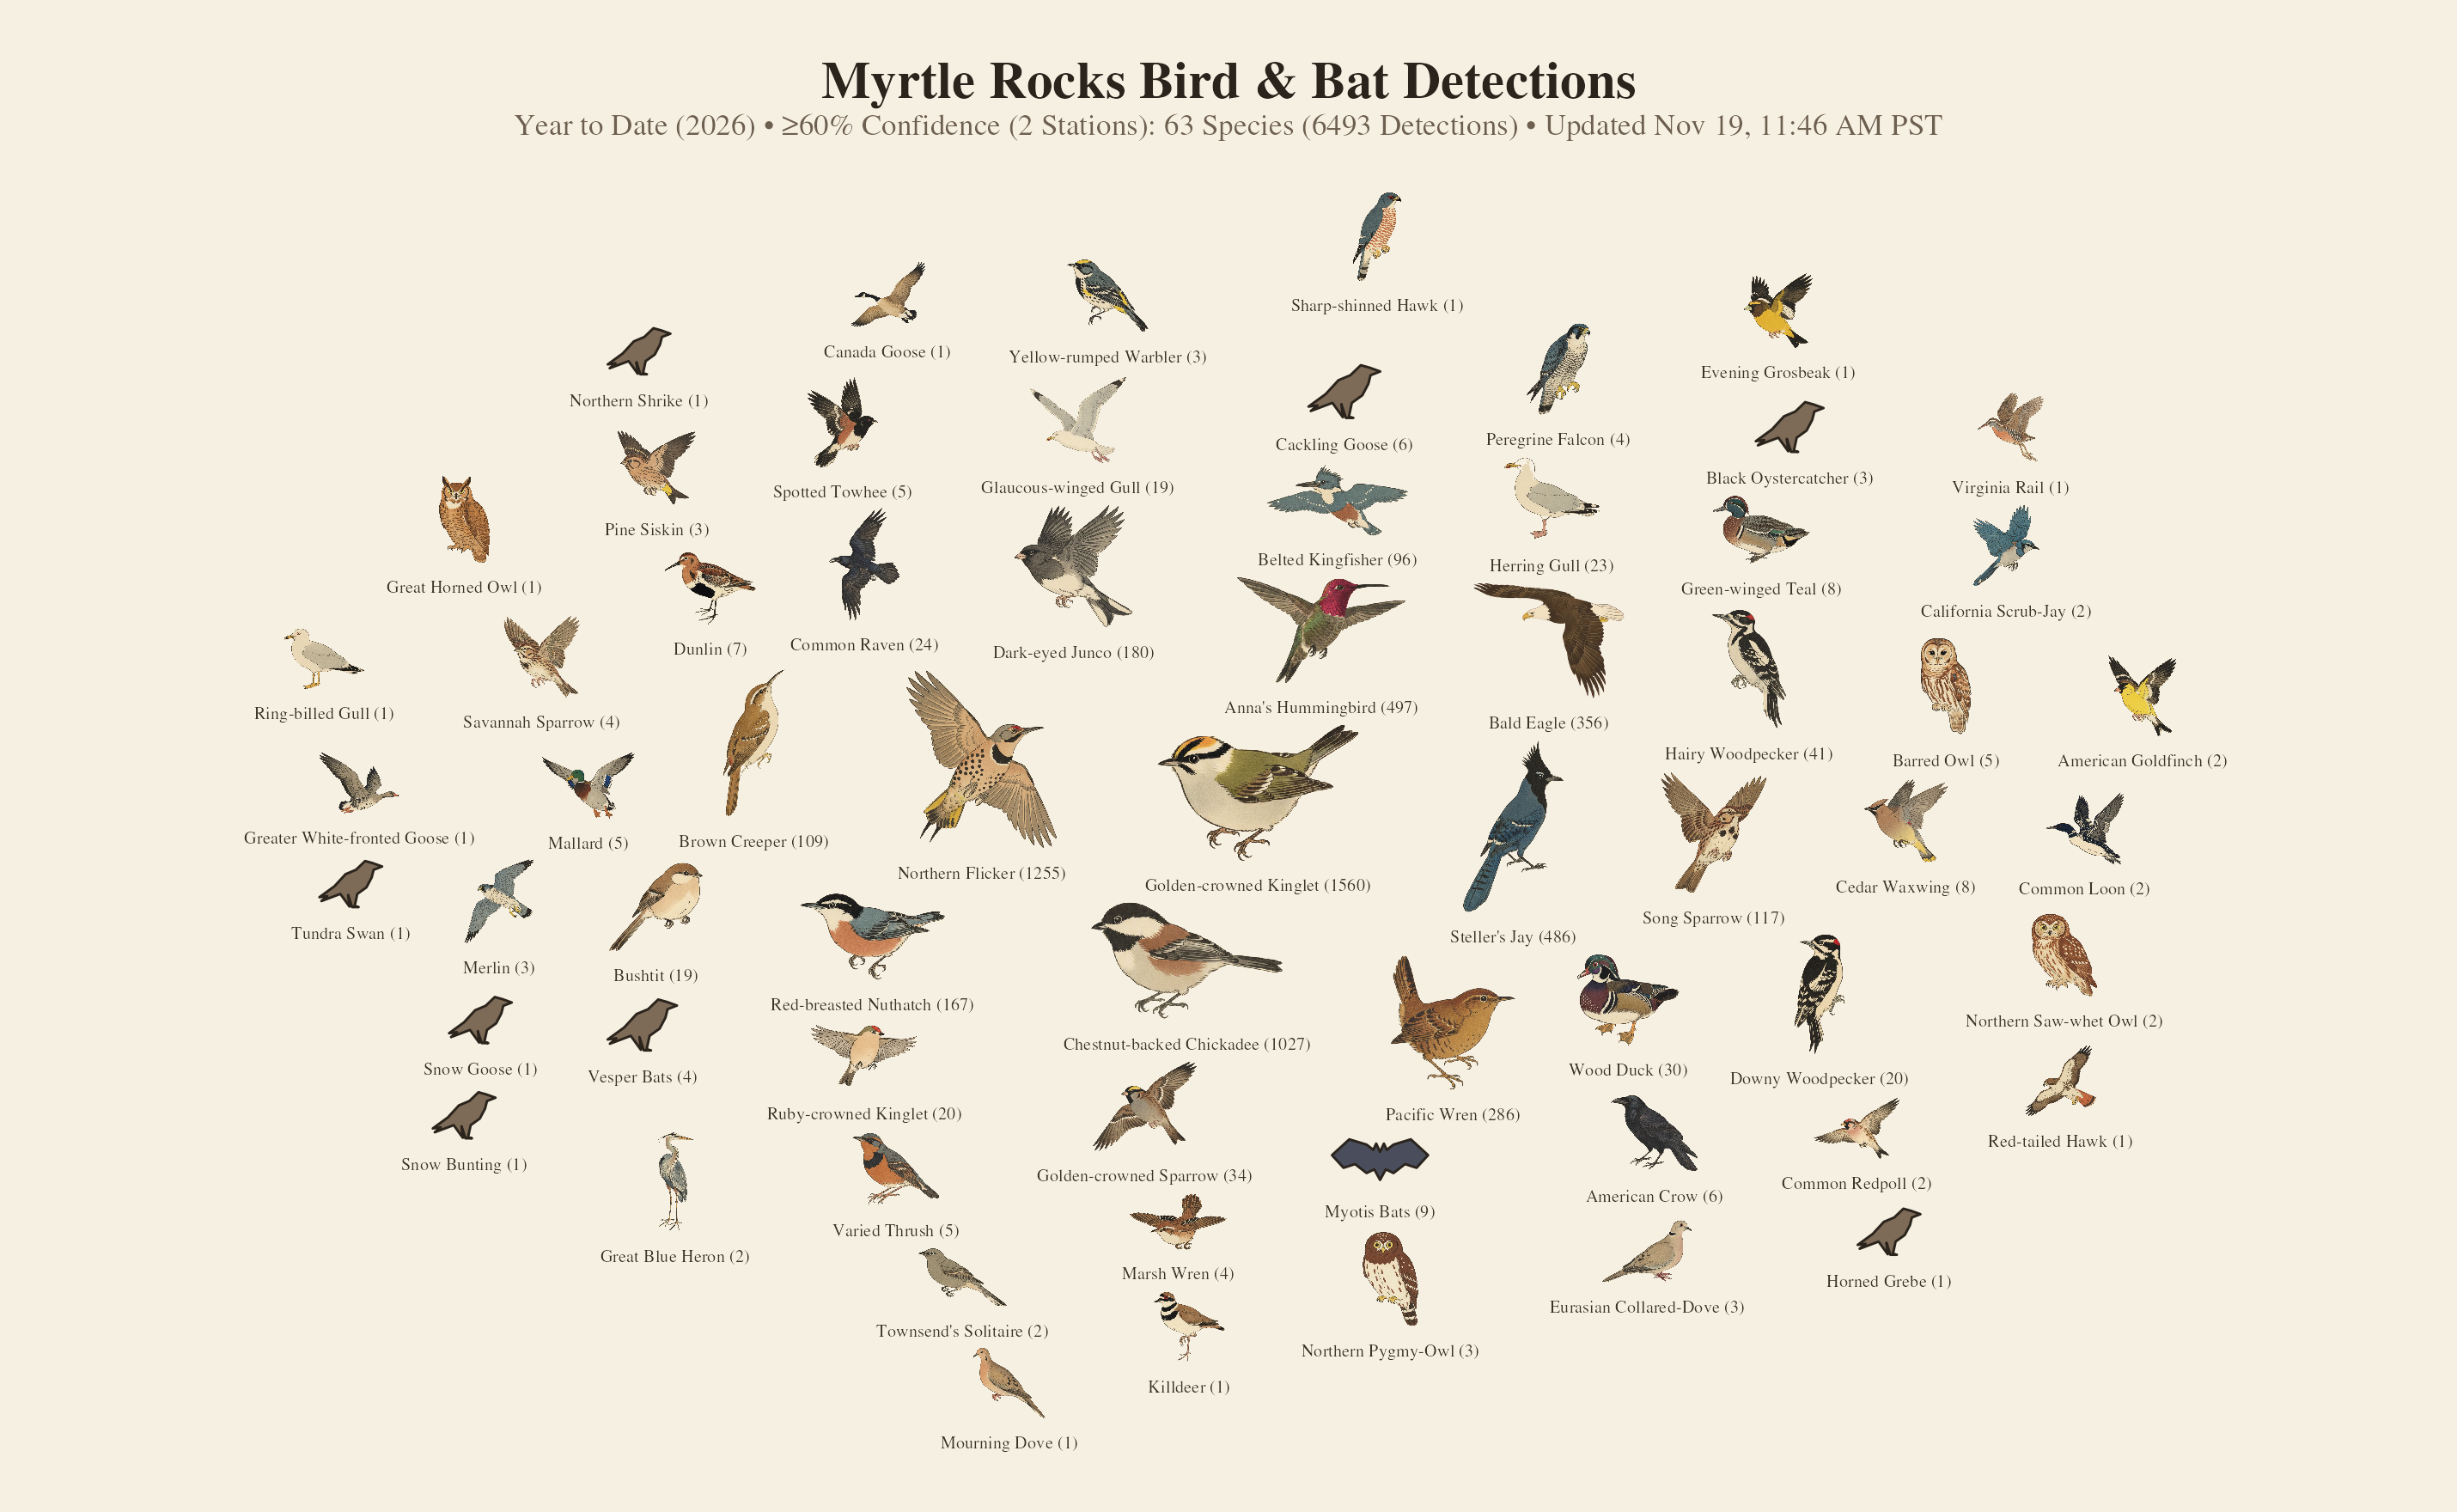 Myrtle Rocks Bird & Bat Detections
Year to Date (2026) • ≥60% Confidence (2 Stations): 63 Species (6493 Detections) • Updated Nov 19, 11:46 AM PST
Sharp-shinned Hawk (1)
Canada Goose (1)
Yellow-rumped Warbler (3)
Evening Grosbeak (1)
Northern Shrike (1)
Cackling Goose (6)
Peregrine Falcon (4)
Black Oystercatcher (3)
Virginia Rail (1)
Spotted Towhee (5)
Glaucous-winged Gull (19)
Pine Siskin (3)
Belted Kingfisher (96)
Herring Gull (23)
Great Horned Owl (1)
Green-winged Teal (8)
California Scrub-Jay (2)
Dunlin (7)
Common Raven (24)
Dark-eyed Junco (180)
Ring-billed Gull (1)
Savannah Sparrow (4)
Anna's Hummingbird (497)
Bald Eagle (356)
Hairy Woodpecker (41)
Barred Owl (5)
American Goldfinch (2)
Greater White-fronted Goose (1)
Mallard (5)
Brown Creeper (109)
Northern Flicker (1255)
Golden-crowned Kinglet (1560)
Cedar Waxwing (8)
Common Loon (2)
Song Sparrow (117)
Tundra Swan (1)
Steller's Jay (486)
Merlin (3)
Bushtit (19)
Red-breasted Nuthatch (167)
Northern Saw-whet Owl (2)
Chestnut-backed Chickadee (1027)
Snow Goose (1)
Vesper Bats (4)
Wood Duck (30)
Downy Woodpecker (20)
Ruby-crowned Kinglet (20)
Pacific Wren (286)
Red-tailed Hawk (1)
Snow Bunting (1)
Golden-crowned Sparrow (34)
Common Redpoll (2)
American Crow (6)
Myotis Bats (9)
Varied Thrush (5)
Great Blue Heron (2)
Marsh Wren (4)
Horned Grebe (1)
Eurasian Collared-Dove (3)
Townsend's Solitaire (2)
Northern Pygmy-Owl (3)
Killdeer (1)
Mourning Dove (1)